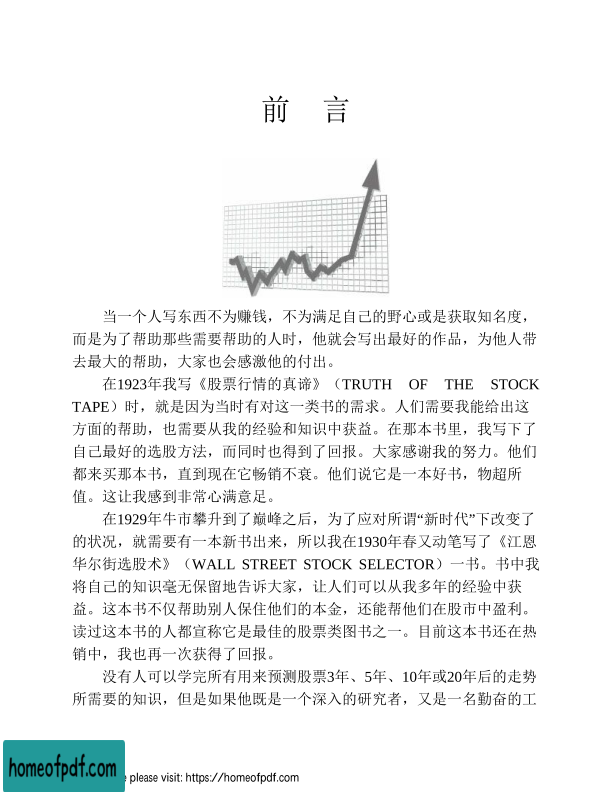 前 言
当一个人写东西不为赚钱，不为满足自己的野心或是获取知名度，
而是为了帮助那些需要帮助的人时，他就会写出最好的作品，为他人带
去最大的帮助，大家也会感激他的付出。
在1923年我写《股票行情的真谛》（TRUTH OF THE STOCK
TAPE）时，就是因为当时有对这一类书的需求。人们需要我能给出这
方面的帮助，也需要从我的经验和知识中获益。在那本书里，我写下了
自己最好的选股方法，而同时也得到了回报。大家感谢我的努力。他们
都来买那本书，直到现在它畅销不衰。他们说它是一本好书，物超所
值。这让我感到非常心满意足。
在1929年牛市攀升到了巅峰之后，为了应对所谓“新时代”下改变了
的状况，就需要有一本新书出来，所以我在1930年春又动笔写了《江恩
华尔街选股术》（WALL STREET STOCK SELECTOR）一书。书中我
将自己的知识毫无保留地告诉大家，让人们可以从我多年的经验中获
益。这本书不仅帮助别人保住他们的本金，还能帮他们在股市中盈利。
读过这本书的人都宣称它是最佳的股票类图书之一。目前这本书还在热
销中，我也再一次获得了回报。
没有人可以学完所有用来预测股票3年、5年、10年或20年后的走势
所需要的知识，但是如果他既是一个深入的研究者，又是一名勤奋的工
homeofpdf.com
e please visit: https://homeofpdf.com